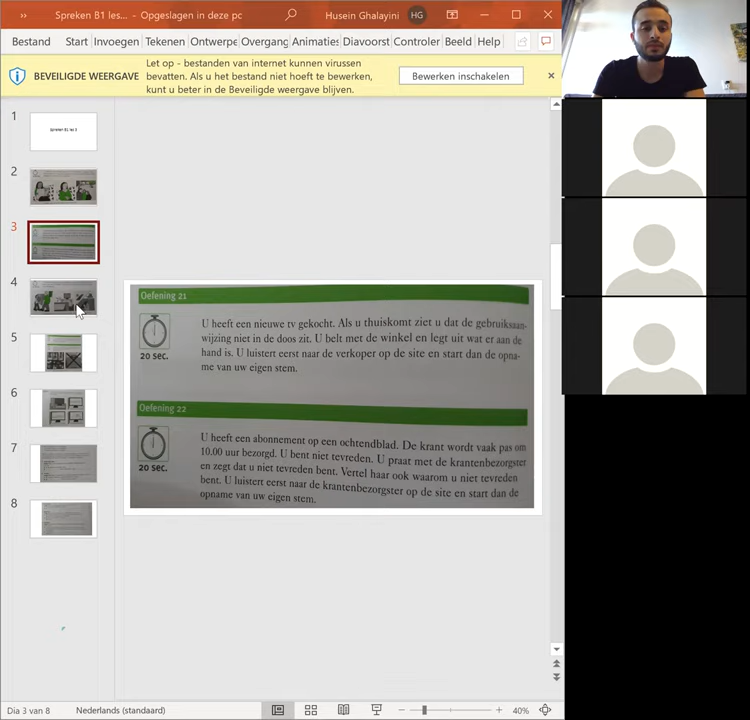 Spreken B1 les... - Opgeslagen in deze pc
Husein Ghalayini
HG
Bestand Start Invoegen Tekenen Ontwerpe Overgang Animaties Diavoorst Controler Beeld Help
BEVEILIGDE WEERGAVE
Let op - bestanden van internet kunnen virussen
bevatten. Als u het bestand niet hoeft te bewerken,
kunt u beter in de Beveiligde weergave blijven.
Bewerken inschakelen
1
Spreken B1 les 3
2
3
4
5
6
7
8
Oefening 21
20 sec.
U heeft een nieuwe tv gekocht. Als u thuiskomt ziet u dat de gebruiksaan-
wijzing niet in de doos zit. U belt met de winkel en legt uit wat er aan de
hand is. U luistert eerst naar de verkoper op de site en start dan de opna-
me van uw eigen stem.
Oefening 22
20 sec.
U heeft een abonnement op een ochtendblad. De krant wordt vaak pas om
10.00 uur bezorgd. U bent niet tevreden. U praat met de krantenbezorgster
en zegt dat u niet tevreden bent. Vertel haar ook waarom u niet tevreden
bent. U luistert eerst naar de krantenbezorgster op de site en start dan de
opname van uw eigen stem.
Dia 3 van 8
Nederlands (standaard)
40%